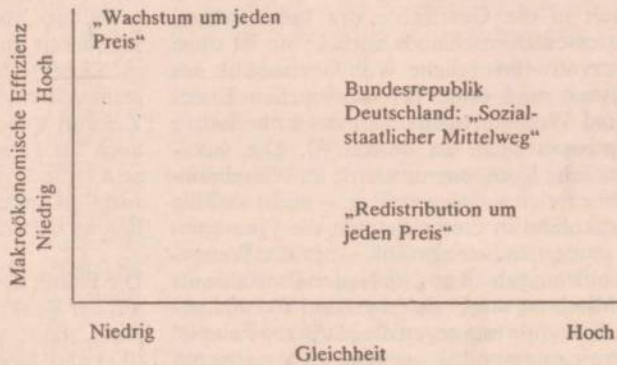 „Wachstum um jeden
Preis“
Bundesrepublik
Deutschland: „Sozial-
staatlicher Mittelweg“
„Redistribution um
jeden Preis“
Makroökonomische Effizienz
Hoch
Niedrig
Niedrig
Hoch
Gleichheit